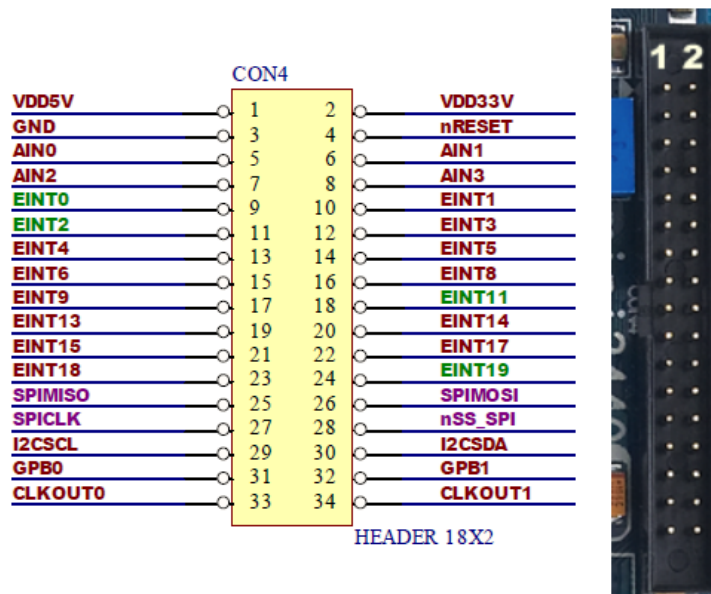 CON4
VDD5V 1 2 VDD33V
GND 3 4 nRESET
AIN0 5 6 AIN1
AIN2 7 8 AIN3
EINT0 9 10 EINT1
EINT2 11 12 EINT3
EINT4 13 14 EINT5
EINT6 15 16 EINT8
EINT9 17 18 EINT11
EINT13 19 20 EINT14
EINT15 21 22 EINT17
EINT18 23 24 EINT19
SPIMISO 25 26 SPIMOSI
SPICLK 27 28 nSS_SPI
I2CSCL 29 30 I2CSDA
GPB0 31 32 GPB1
CLKOUT0 33 34 CLKOUT1
HEADER 18X2
1 2